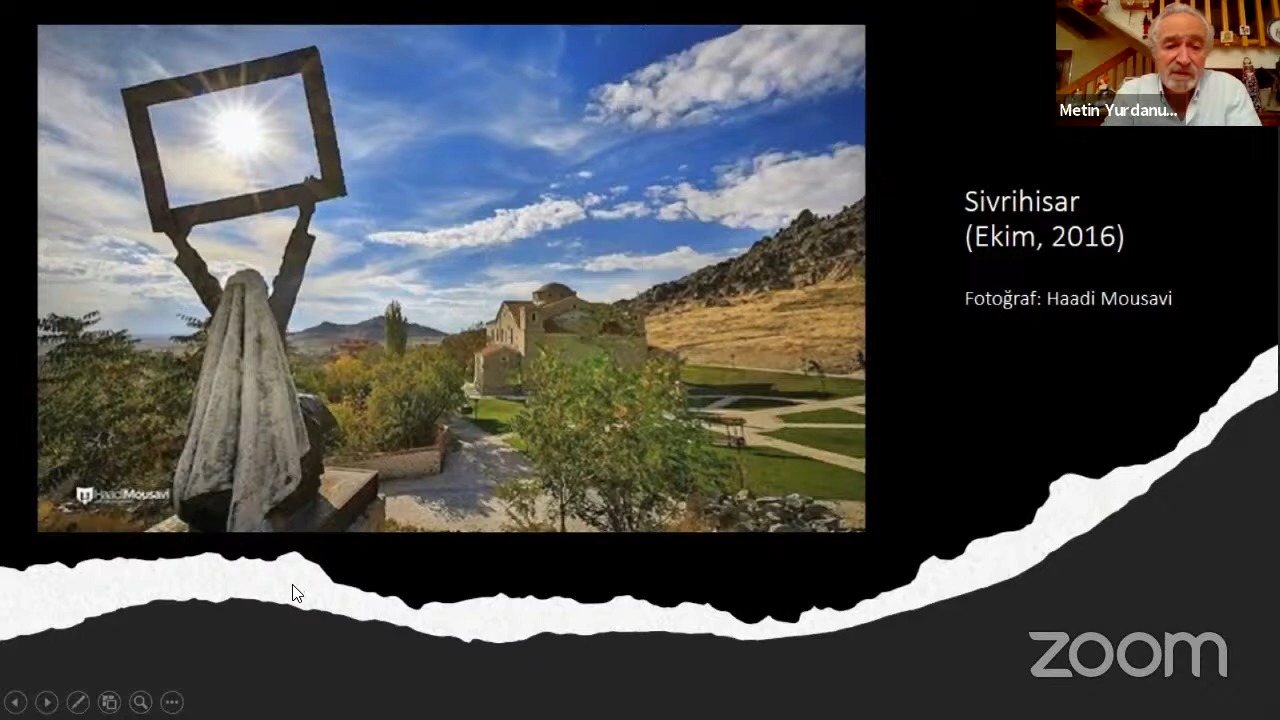 Metin Yurdanu...
Sivrihisar
(Ekim, 2016)
Fotoğraf: Haadi Mousavi
HaadiMousavi
zoom